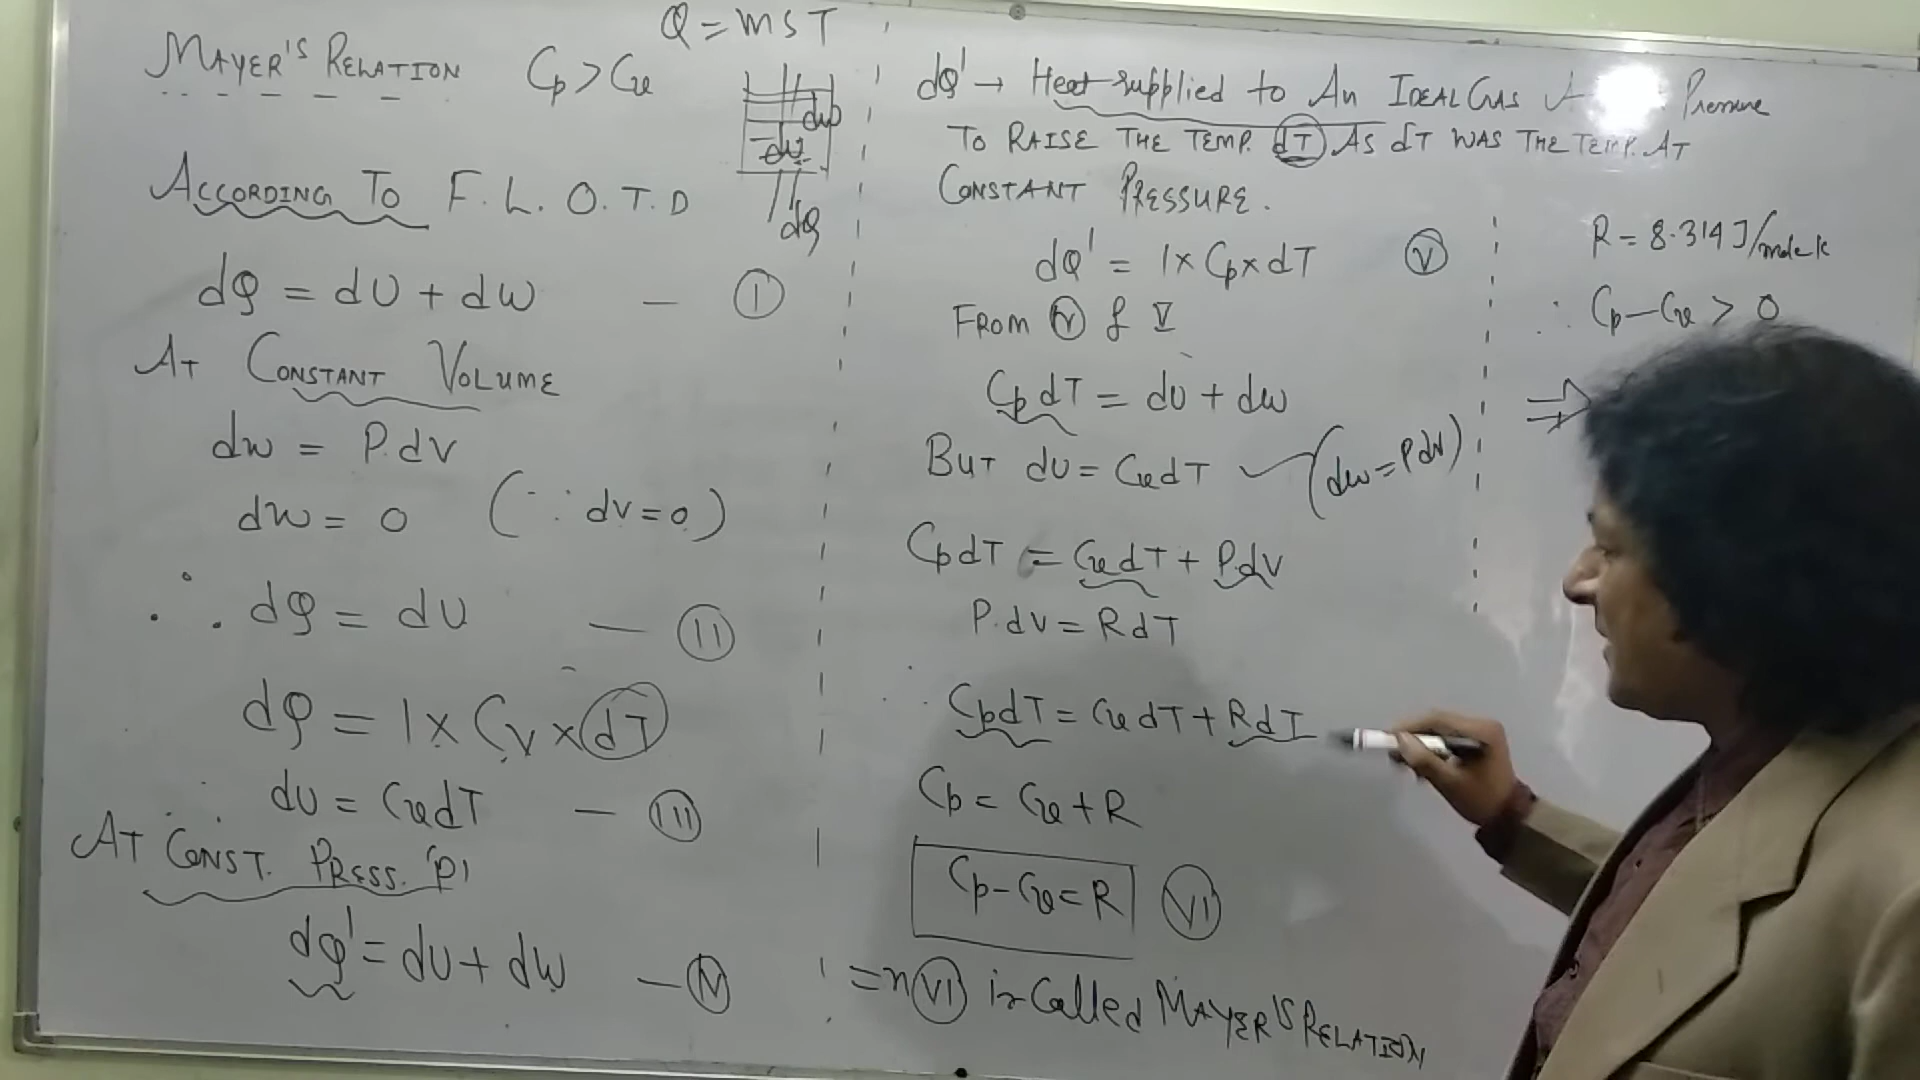 Q = MST
MAYER'S RELATION Cp > Cv
du
dw
dQ
ACCORDING TO F.L.O.T.D
dQ = dU + dW — (I)
AT CONSTANT VOLUME
dw = P.dV
dw = 0 (∵ dv = 0)
∴ dQ = dU — (II)
dQ = 1 × Cv × dT
∴ dU = CvdT — (III)
AT CONST. PRESS. 'P'
dQ' = dU + dW — (IV)
dQ' → Heat supplied to An IDEAL GAS Pressure
TO RAISE THE TEMP. dT AS dT WAS THE TEMP. AT
CONSTANT PRESSURE.
dQ' = 1 × Cp × dT (V)
FROM (IV) & V
CpdT = dU + dW
BUT dU = CvdT (dw = PdV)
CpdT = CvdT + P.dV
P.dV = RdT
∴ CpdT = CvdT + RdT
Cp = Cv + R
Cp - Cv = R (VI)
=n (VI) is Called MAYER'S RELATION
R = 8.314 J/mole k
∴ Cp - Cv > 0
⇒